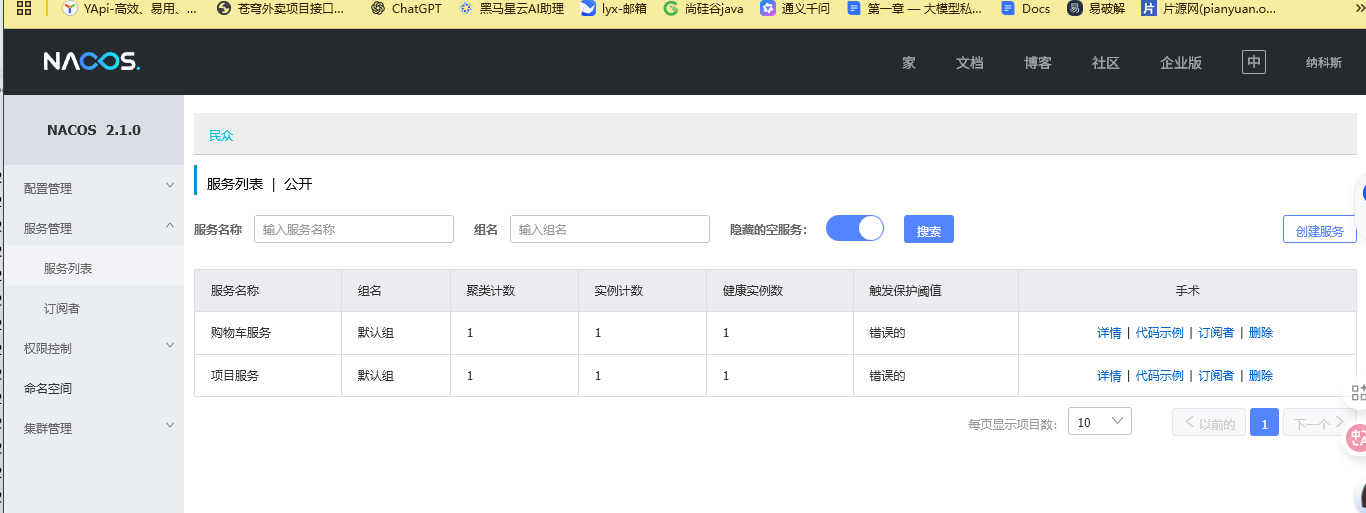 YApi-高效、易用、... 苍穹外卖项目接口... ChatGPT 黑马星云AI助理 lyx-邮箱 尚硅谷java 通义千问 第一章 — 大模型私... Docs 易破解 片源网(pianyuan.o...
NACOS. 家 文档 博客 社区 企业版 中 纳科斯
NACOS 2.1.0
配置管理
服务管理
服务列表
订阅者
权限控制
命名空间
集群管理
民众
服务列表 | 公开
服务名称 输入服务名称 组名 输入组名 隐藏的空服务: 搜索 创建服务
服务名称 组名 聚类计数 实例计数 健康实例数 触发保护阈值 手术
购物车服务 默认组 1 1 1 错误的 详情 | 代码示例 | 订阅者 | 删除
项目服务 默认组 1 1 1 错误的 详情 | 代码示例 | 订阅者 | 删除
每页显示项目数: 10 以前的 1 下一个